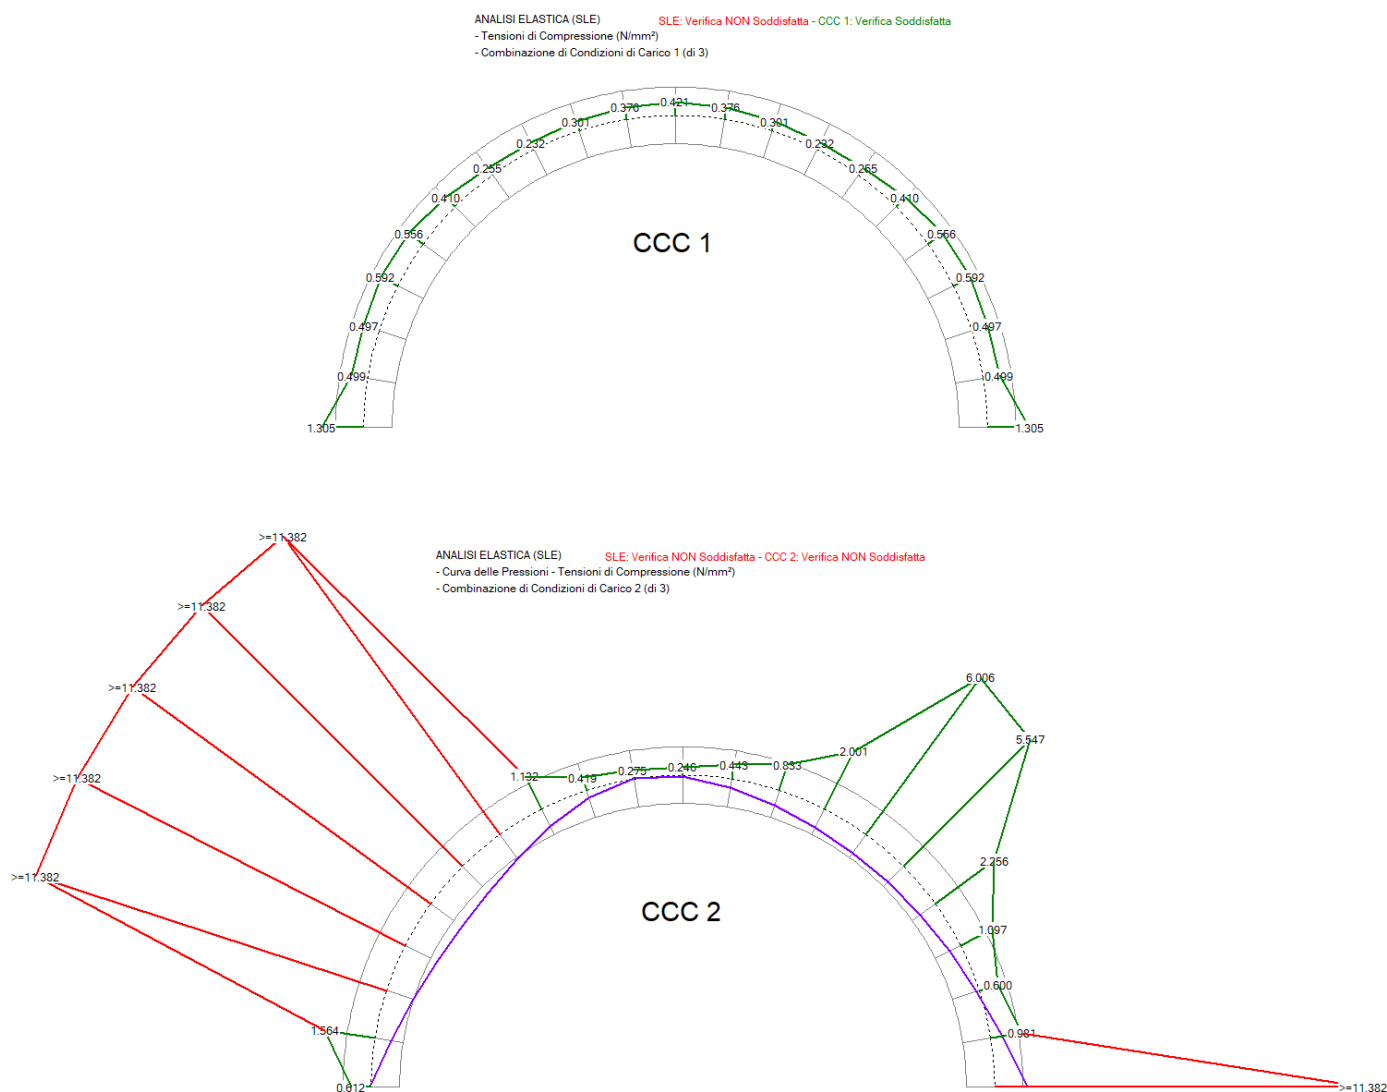 ANALISI ELASTICA (SLE) SLE: Verifica NON Soddisfatta - CCC 1: Verifica Soddisfatta
- Tensioni di Compressione (N/mm²)
- Combinazione di Condizioni di Carico 1 (di 3)
0.376 0.421 0.376
0.301 0.301
0.232 0.232
0.255 0.255
0.410 0.410
0.556 0.556
CCC 1
0.592 0.592
0.497 0.497
0.499 0.499
1.305 1.305
>=11.382
ANALISI ELASTICA (SLE) SLE: Verifica NON Soddisfatta - CCC 2: Verifica NON Soddisfatta
- Curva delle Pressioni - Tensioni di Compressione (N/mm²)
- Combinazione di Condizioni di Carico 2 (di 3)
>=11.382
6.006
>=11.382
5.547
2.001
0.833
0.443
0.246
0.275
>=11.382 1.132 0.419
2.256
>=11.382
CCC 2
1.097
0.600
1.564 0.981
0.612 >=11.382